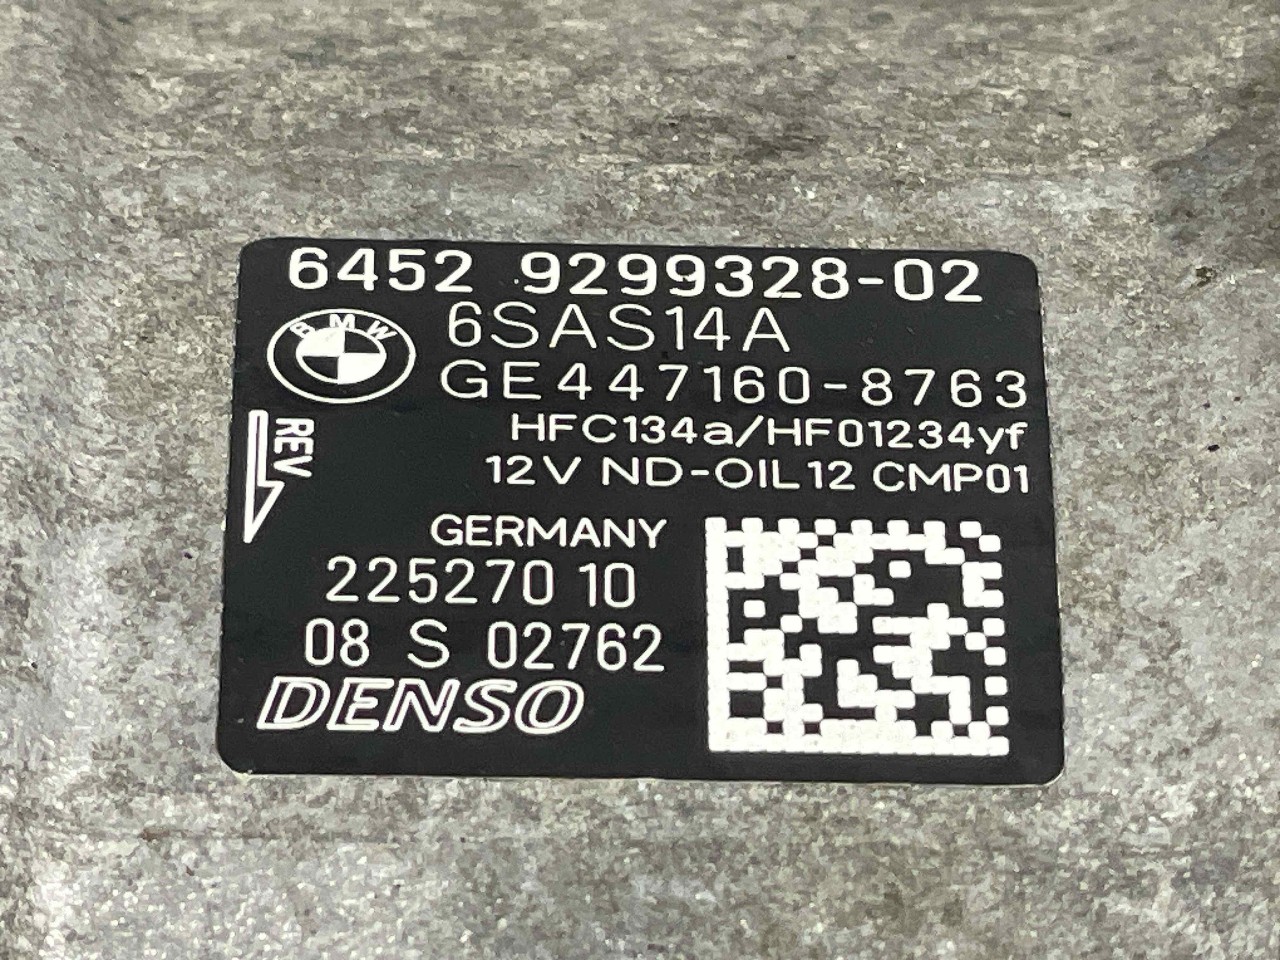 6452 9299328-02
BMW
6SAS14A
GE447160-8763
REV
HFC134a/HF01234yf
12V ND-OIL12 CMP01
GERMANY
225270 10
08 S 02762
DENSO